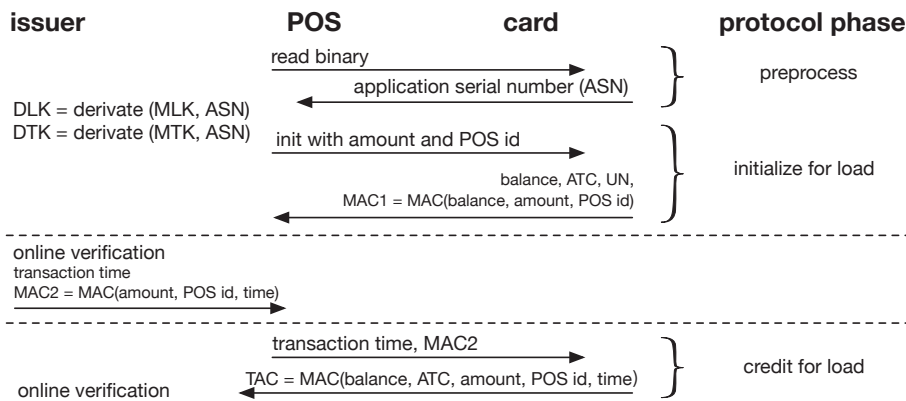 issuer POS card protocol phase
read binary
preprocess
application serial number (ASN)
DLK = derivate (MLK, ASN)
DTK = derivate (MTK, ASN)
init with amount and POS id
initialize for load
balance, ATC, UN,
MAC1 = MAC(balance, amount, POS id)
online verification
transaction time
MAC2 = MAC(amount, POS id, time)
transaction time, MAC2
credit for load
TAC = MAC(balance, ATC, amount, POS id, time)
online verification